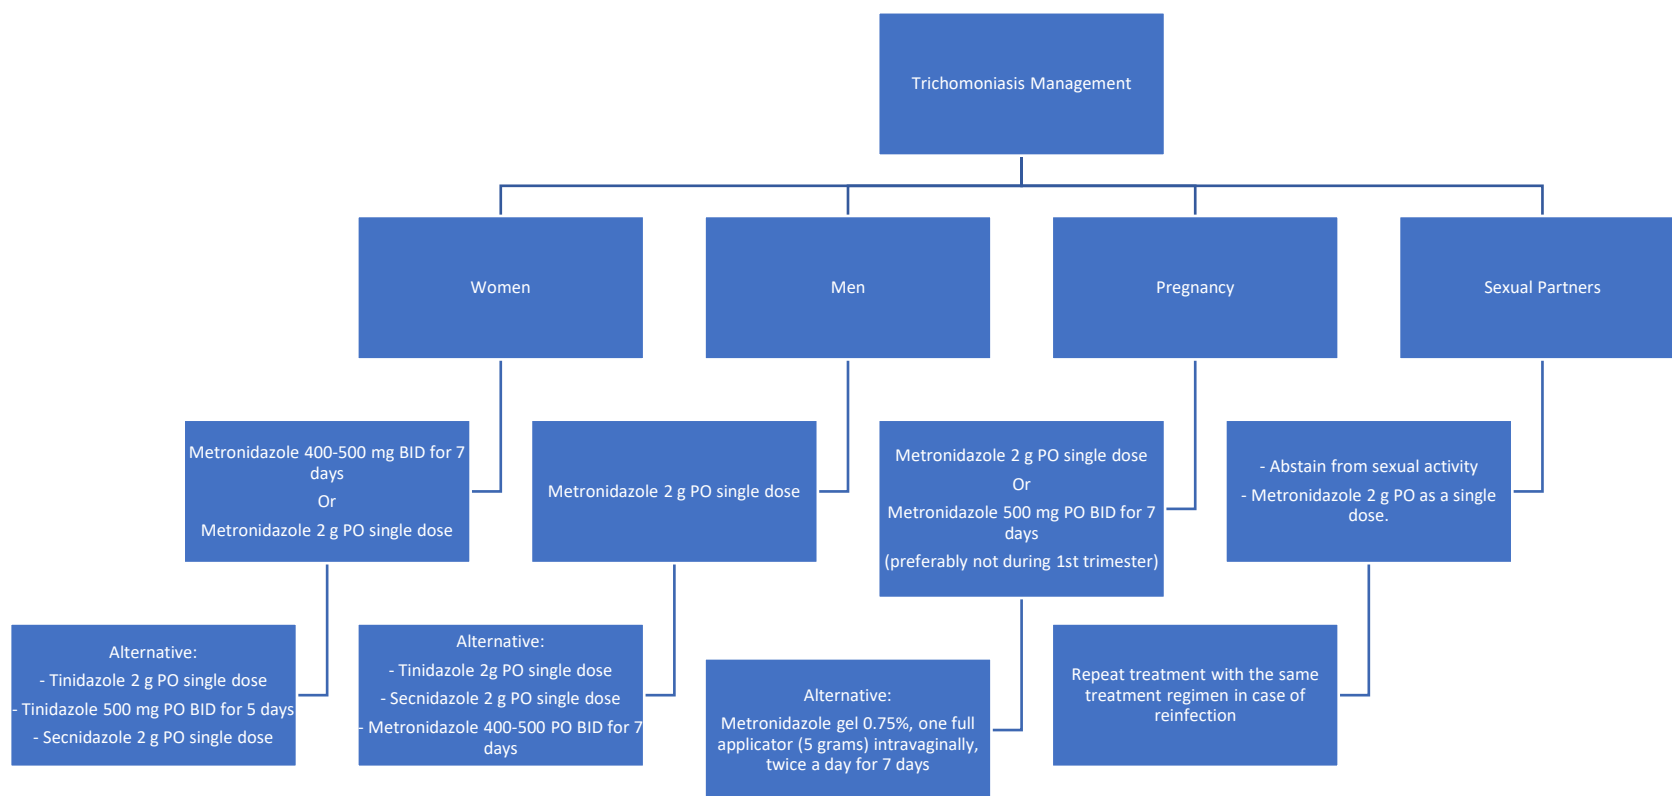 Trichomoniasis Management
Women
Men
Pregnancy
Sexual Partners
Metronidazole 400-500 mg BID for 7
days
Or
Metronidazole 2 g PO single dose
Metronidazole 2 g PO single dose
Metronidazole 2 g PO single dose
Or
Metronidazole 500 mg PO BID for 7
days
(preferably not during 1st trimester)
- Abstain from sexual activity
- Metronidazole 2 g PO as a single
dose.
Alternative:
- Tinidazole 2 g PO single dose
- Tinidazole 500 mg PO BID for 5 days
- Secnidazole 2 g PO single dose
Alternative:
- Tinidazole 2g PO single dose
- Secnidazole 2 g PO single dose
- Metronidazole 400-500 PO BID for 7
days
Alternative:
Metronidazole gel 0.75%, one full
applicator (5 grams) intravaginally,
twice a day for 7 days
Repeat treatment with the same
treatment regimen in case of
reinfection